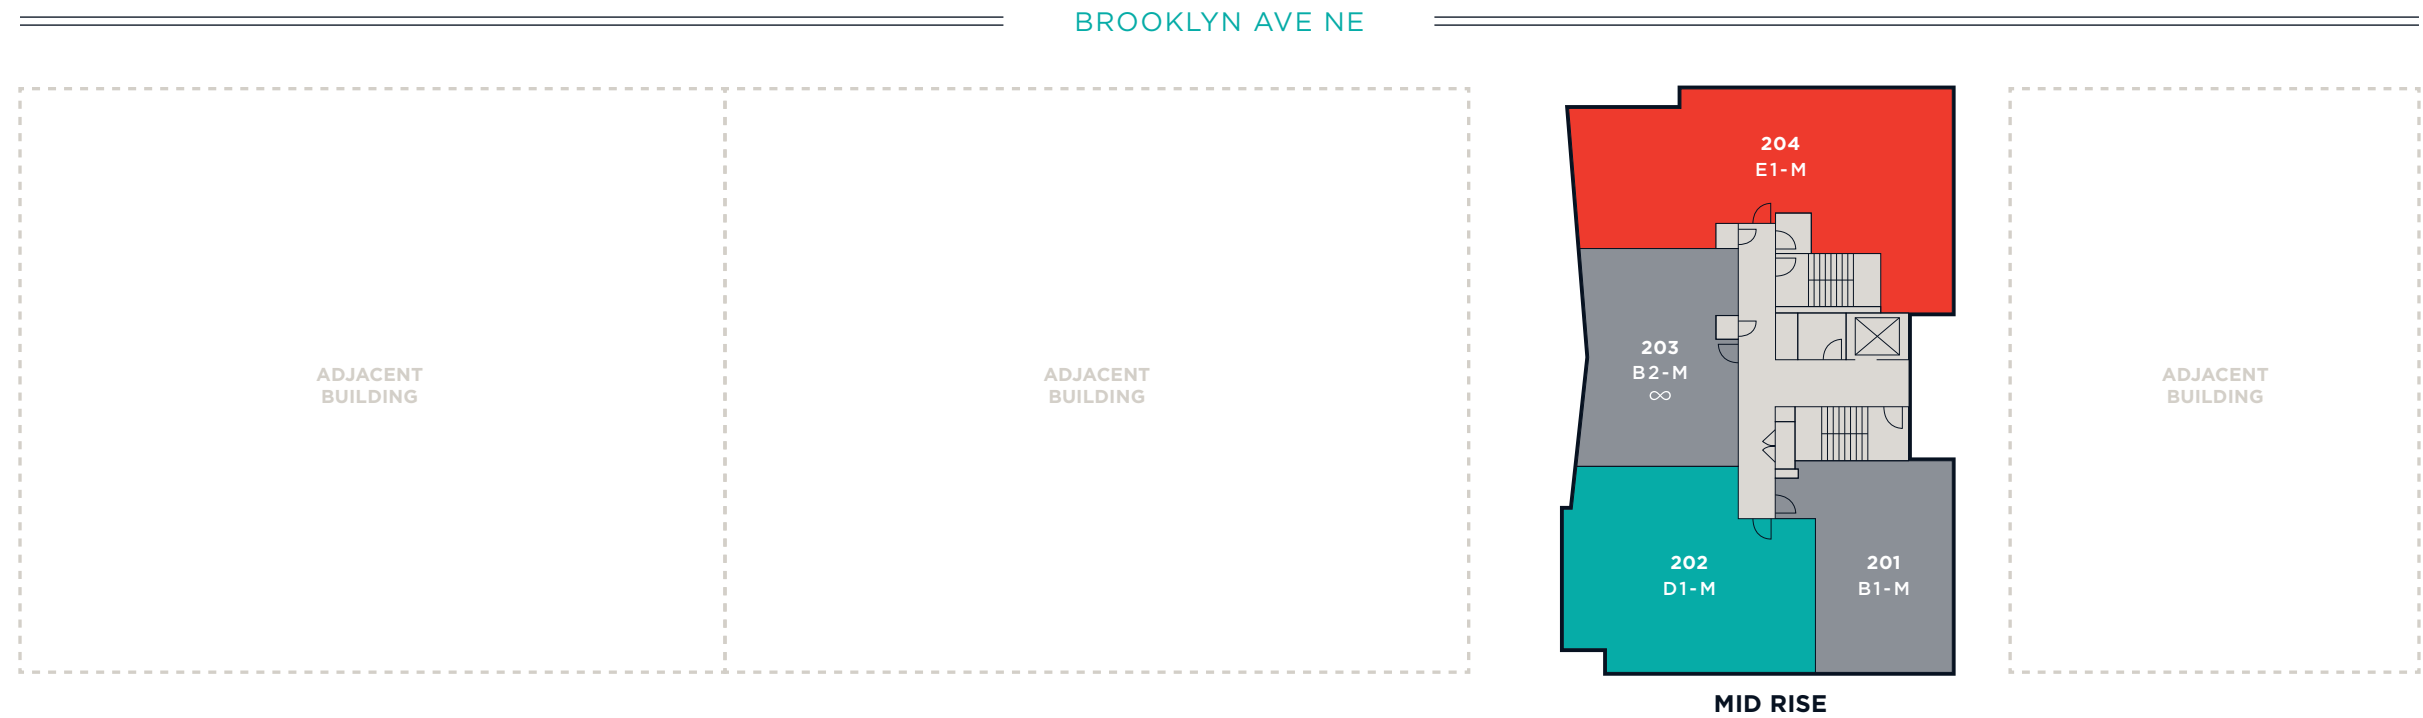 BROOKLYN AVE NE
204
E1-M
ADJACENT
BUILDING
ADJACENT
BUILDING
203
B2-M
∞
ADJACENT
BUILDING
202
D1-M
201
B1-M
MID RISE